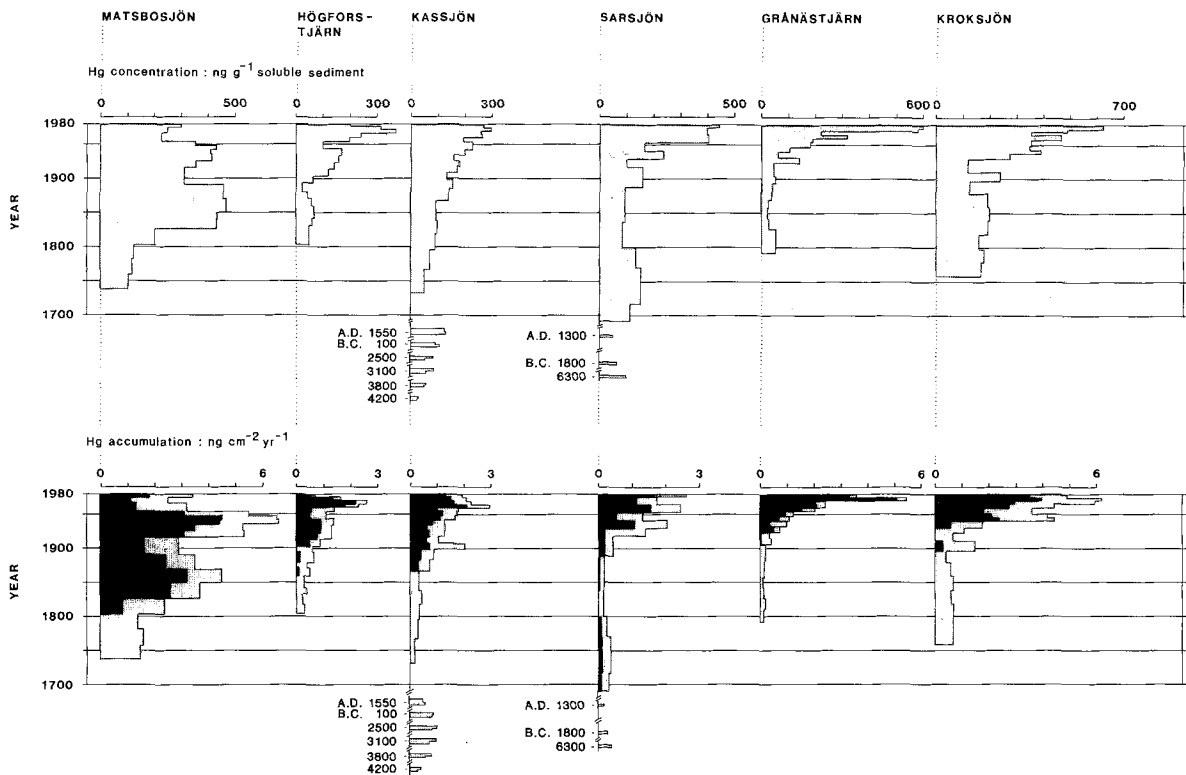 MATSBOSJÖN
HÖGFORS-
TJÄRN
KASSJÖN
SARSJÖN
GRÅNÄSTJÄRN
KROKSJÖN
Hg concentration : ng g-1 soluble sediment
0 500 0 300 0 300 0 500 0 600 0 700
1980
1900
1800
1700
YEAR
A.D. 1550
B.C. 100
2500
3100
3800
4200
A.D. 1300
B.C. 1800
6300
Hg accumulation : ng cm-2 yr-1
0 6 0 3 0 3 0 3 0 6 0 6
1980
1900
1800
1700
YEAR
A.D. 1550
B.C. 100
2500
3100
3800
4200
A.D. 1300
B.C. 1800
6300